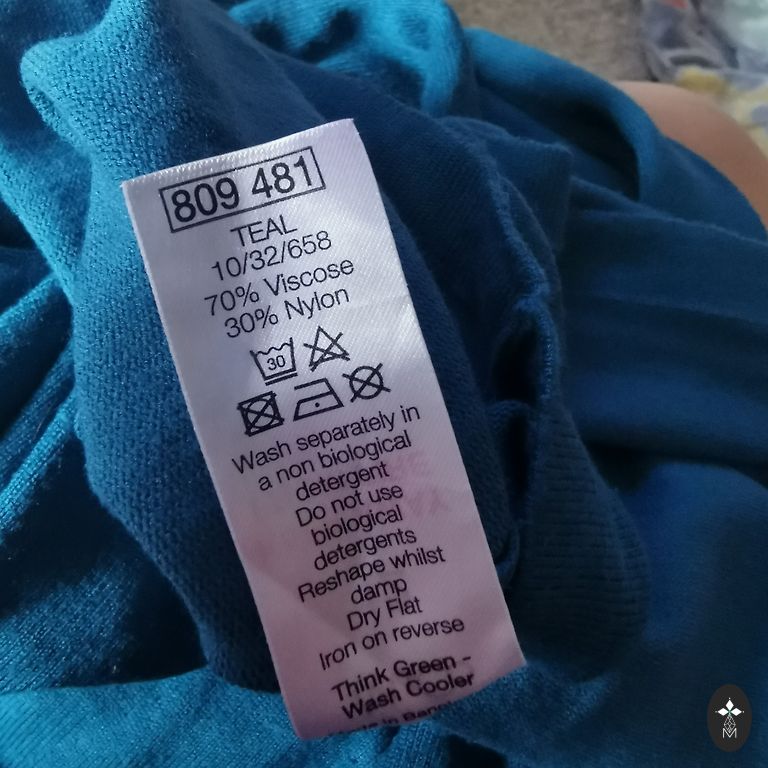 809 481
TEAL
10/32/658
70% Viscose
30% Nylon
30
Wash separately in
a non biological
detergent
Do not use
biological
detergents
Reshape whilst
damp
Dry Flat
Iron on reverse
Think Green -
Wash Cooler
M